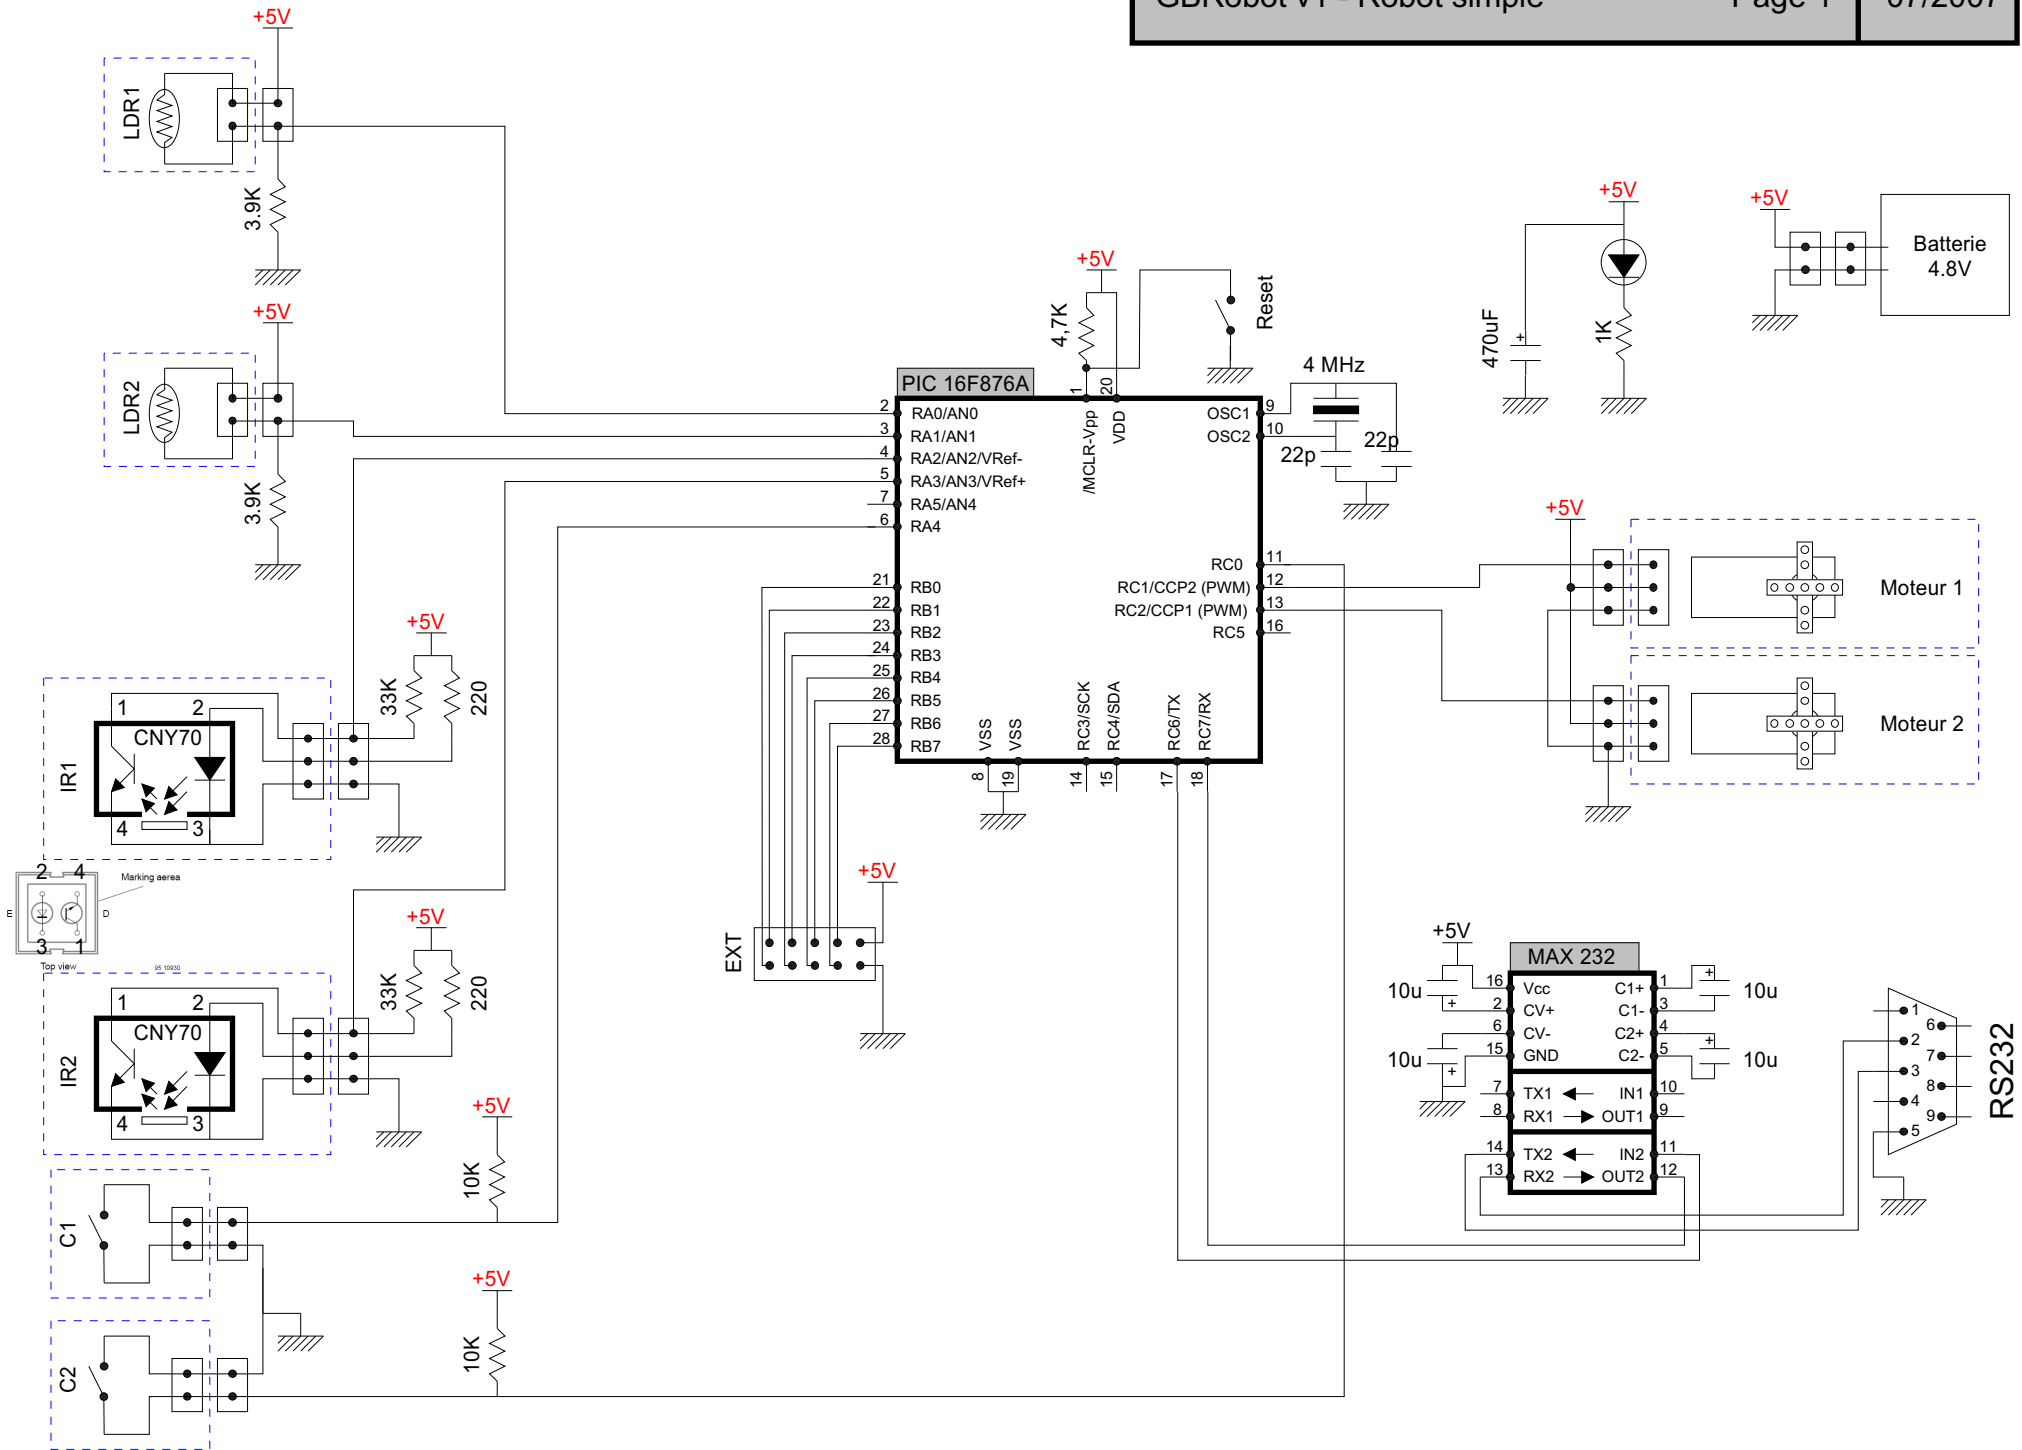 GBRobot V1 - Robot simple
Page 1
07/2007
+5V
LDR1
3.9K
+5V
LDR2
3.9K
+5V
4,7K
Reset
PIC 16F876A
4 MHz
22p
22p
+5V
470uF
1K
+5V
Batterie
4.8V
2 RA0/AN0
3 RA1/AN1
4 RA2/AN2/VRef-
5 RA3/AN3/VRef+
7 RA5/AN4
6 RA4
21 RB0
22 RB1
23 RB2
24 RB3
25 RB4
26 RB5
27 RB6
28 RB7
1 /MCLR-Vpp
20 VDD
OSC1 9
OSC2 10
RC0 11
RC1/CCP2 (PWM) 12
RC2/CCP1 (PWM) 13
RC5 16
8 VSS
19 VSS
14 RC3/SCK
15 RC4/SDA
17 RC6/TX
18 RC7/RX
+5V
Moteur 1
Moteur 2
+5V
33K
220
IR1
1 2
CNY70
4 3
2 4
Marking aerea
E D
3 1
Top view
95 10930
+5V
33K
220
IR2
1 2
CNY70
4 3
+5V
EXT
+5V
10K
C1
+5V
10K
C2
+5V
MAX 232
10u
10u
10u
10u
+
+
+
+
+
16 Vcc
2 CV+
6 CV-
15 GND
C1+ 1
C1- 3
C2+ 4
C2- 5
7 TX1 IN1 10
8 RX1 OUT1 9
14 TX2 IN2 11
13 RX2 OUT2 12
1
6
2
7
3
8
4
9
5
RS232